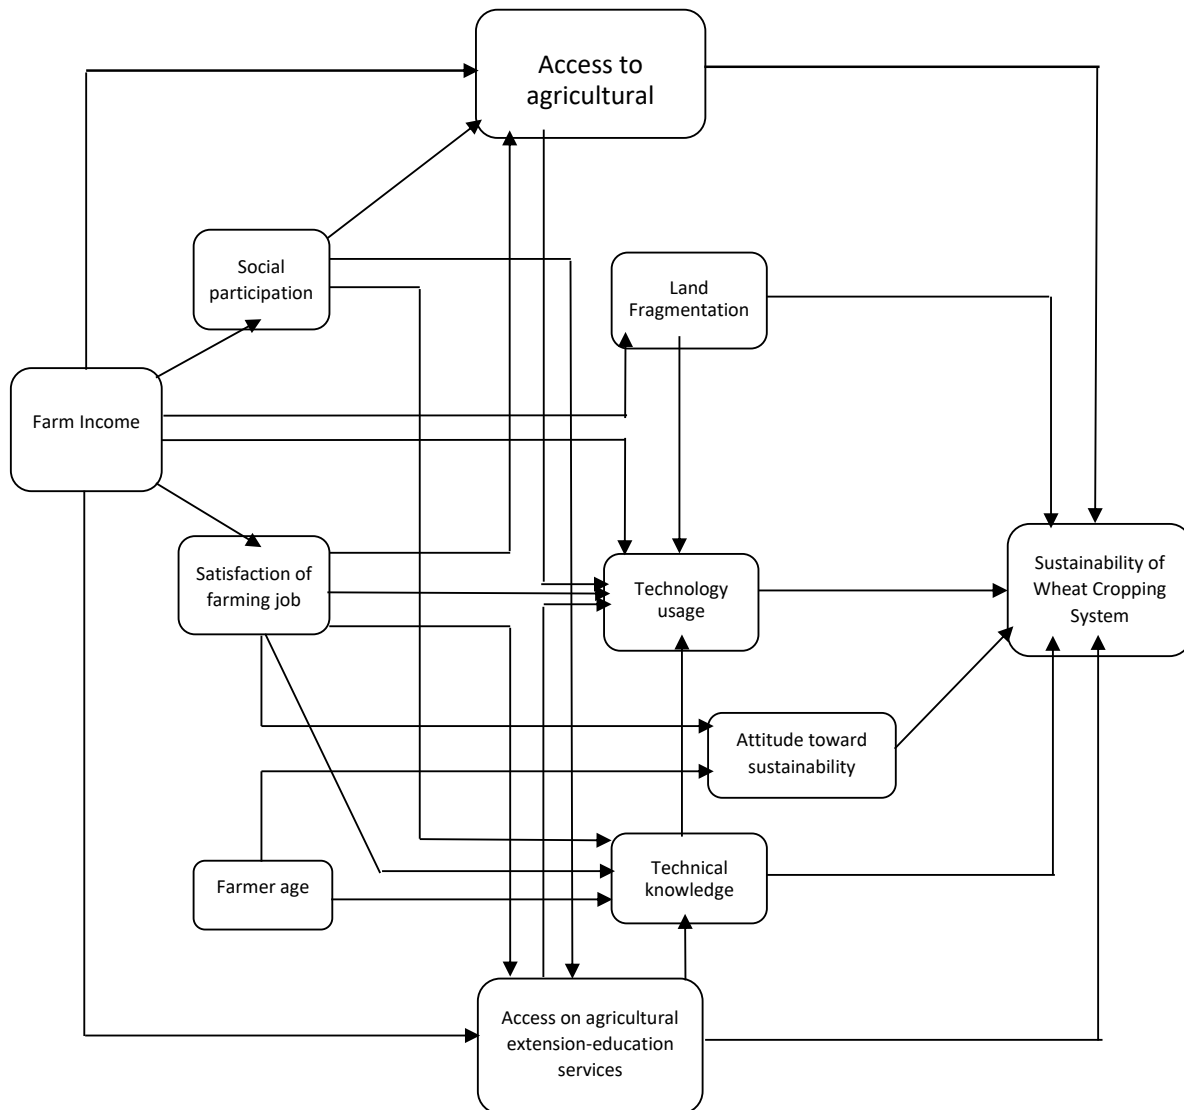 Access to
agricultural
Social
participation
Land
Fragmentation
Farm Income
Satisfaction of
farming job
Technology
usage
Sustainability of
Wheat Cropping
System
Attitude toward
sustainability
Farmer age
Technical
knowledge
Access on agricultural
extension-education
services